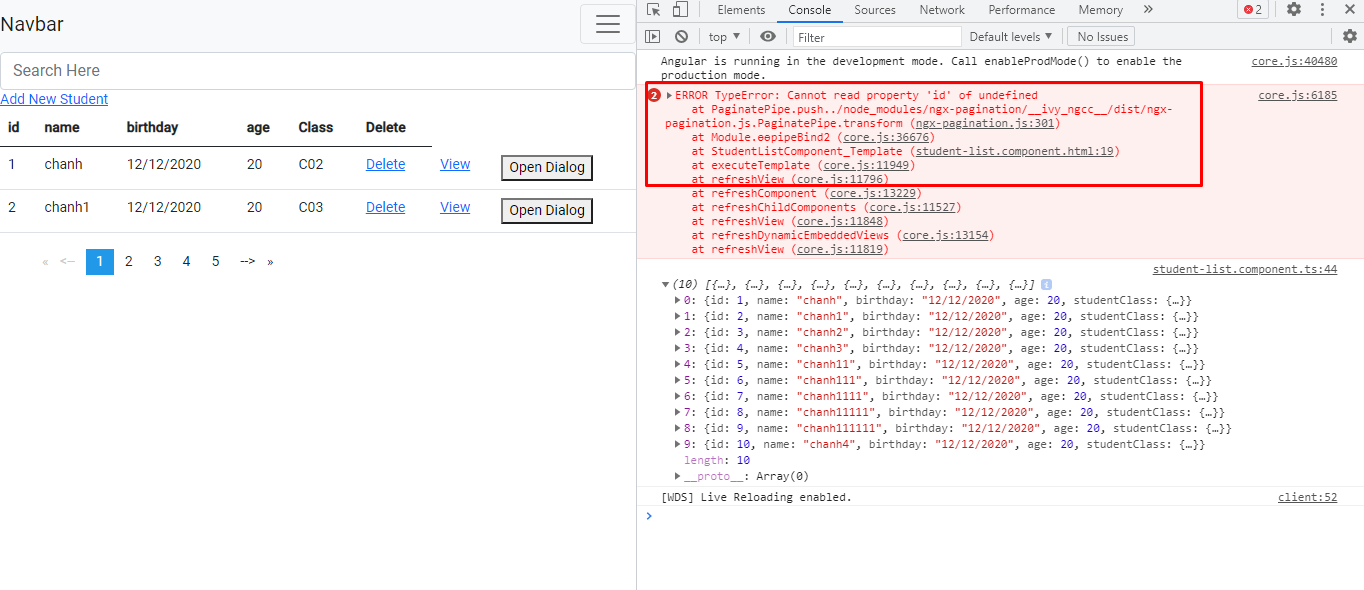 Navbar
Search Here
Add New Student
id name birthday age Class Delete
1 chanh 12/12/2020 20 C02 Delete View Open Dialog
2 chanh1 12/12/2020 20 C03 Delete View Open Dialog
« <-- 1 2 3 4 5 --> »
Elements Console Sources Network Performance Memory » 2
top ▼ Filter Default levels ▼ No Issues
Angular is running in the development mode. Call enableProdMode() to enable the core.js:40480
production mode.
2 ▶ERROR TypeError: Cannot read property 'id' of undefined core.js:6185
at PaginatePipe.push../node_modules/ngx-pagination/__ivy_ngcc__/dist/ngx-
pagination.js.PaginatePipe.transform (ngx-pagination.js:301)
at Module.ɵɵpipeBind2 (core.js:36676)
at StudentListComponent_Template (student-list.component.html:19)
at executeTemplate (core.js:11949)
at refreshView (core.js:11796)
at refreshComponent (core.js:13229)
at refreshChildComponents (core.js:11527)
at refreshView (core.js:11848)
at refreshDynamicEmbeddedViews (core.js:13154)
at refreshView (core.js:11819)
student-list.component.ts:44
▼(10) [{…}, {…}, {…}, {…}, {…}, {…}, {…}, {…}, {…}, {…}] i
▶0: {id: 1, name: "chanh", birthday: "12/12/2020", age: 20, studentClass: {…}}
▶1: {id: 2, name: "chanh1", birthday: "12/12/2020", age: 20, studentClass: {…}}
▶2: {id: 3, name: "chanh2", birthday: "12/12/2020", age: 20, studentClass: {…}}
▶3: {id: 4, name: "chanh3", birthday: "12/12/2020", age: 20, studentClass: {…}}
▶4: {id: 5, name: "chanh11", birthday: "12/12/2020", age: 20, studentClass: {…}}
▶5: {id: 6, name: "chanh111", birthday: "12/12/2020", age: 20, studentClass: {…}}
▶6: {id: 7, name: "chanh1111", birthday: "12/12/2020", age: 20, studentClass: {…}}
▶7: {id: 8, name: "chanh11111", birthday: "12/12/2020", age: 20, studentClass: {…}}
▶8: {id: 9, name: "chanh111111", birthday: "12/12/2020", age: 20, studentClass: {…}}
▶9: {id: 10, name: "chanh4", birthday: "12/12/2020", age: 20, studentClass: {…}}
length: 10
▶__proto__: Array(0)
[WDS] Live Reloading enabled. client:52
>